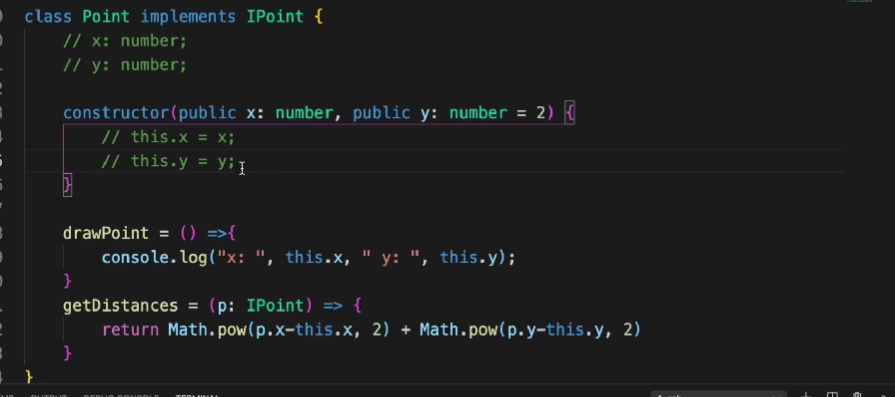 class Point implements IPoint {
// x: number;
// y: number;
constructor(public x: number, public y: number = 2) {
// this.x = x;
// this.y = y;
}
drawPoint = () =>{
console.log("x: ", this.x, " y: ", this.y);
}
getDistances = (p: IPoint) => {
return Math.pow(p.x-this.x, 2) + Math.pow(p.y-this.y, 2)
}
}